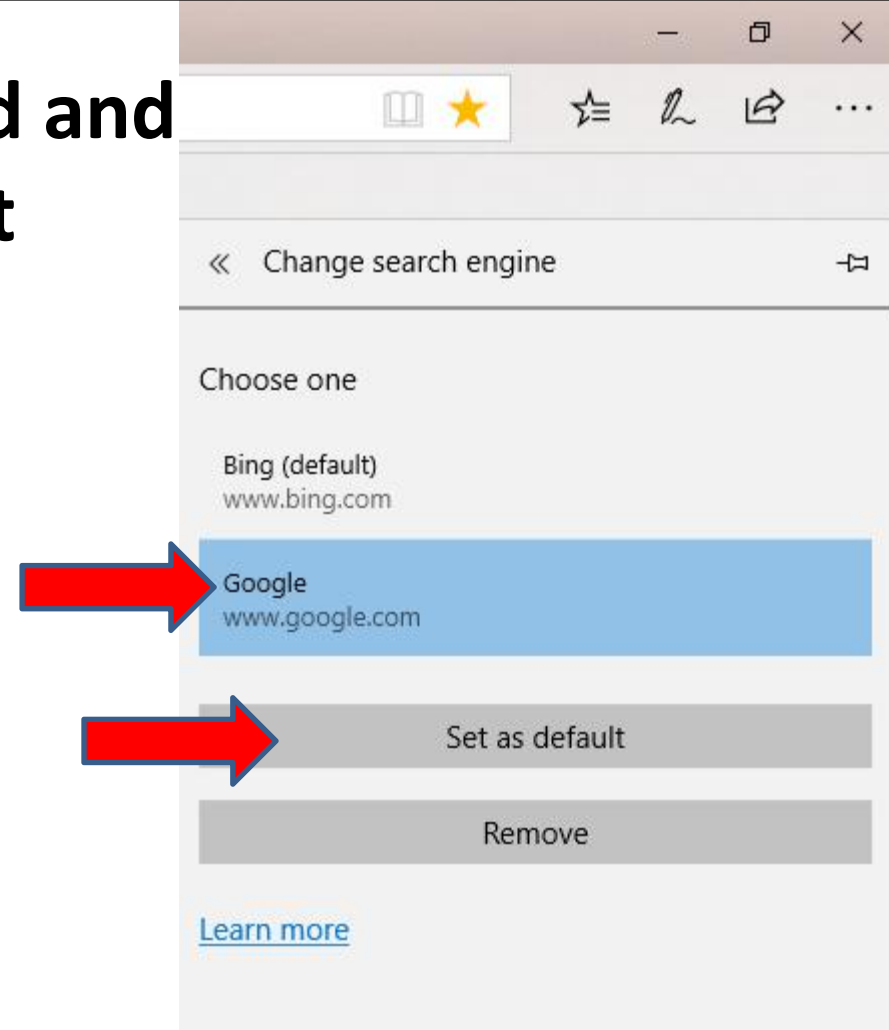 d and
t
Change search engine
Choose one
Bing (default)
www.bing.com
Google
www.google.com
Set as default
Remove
Learn more